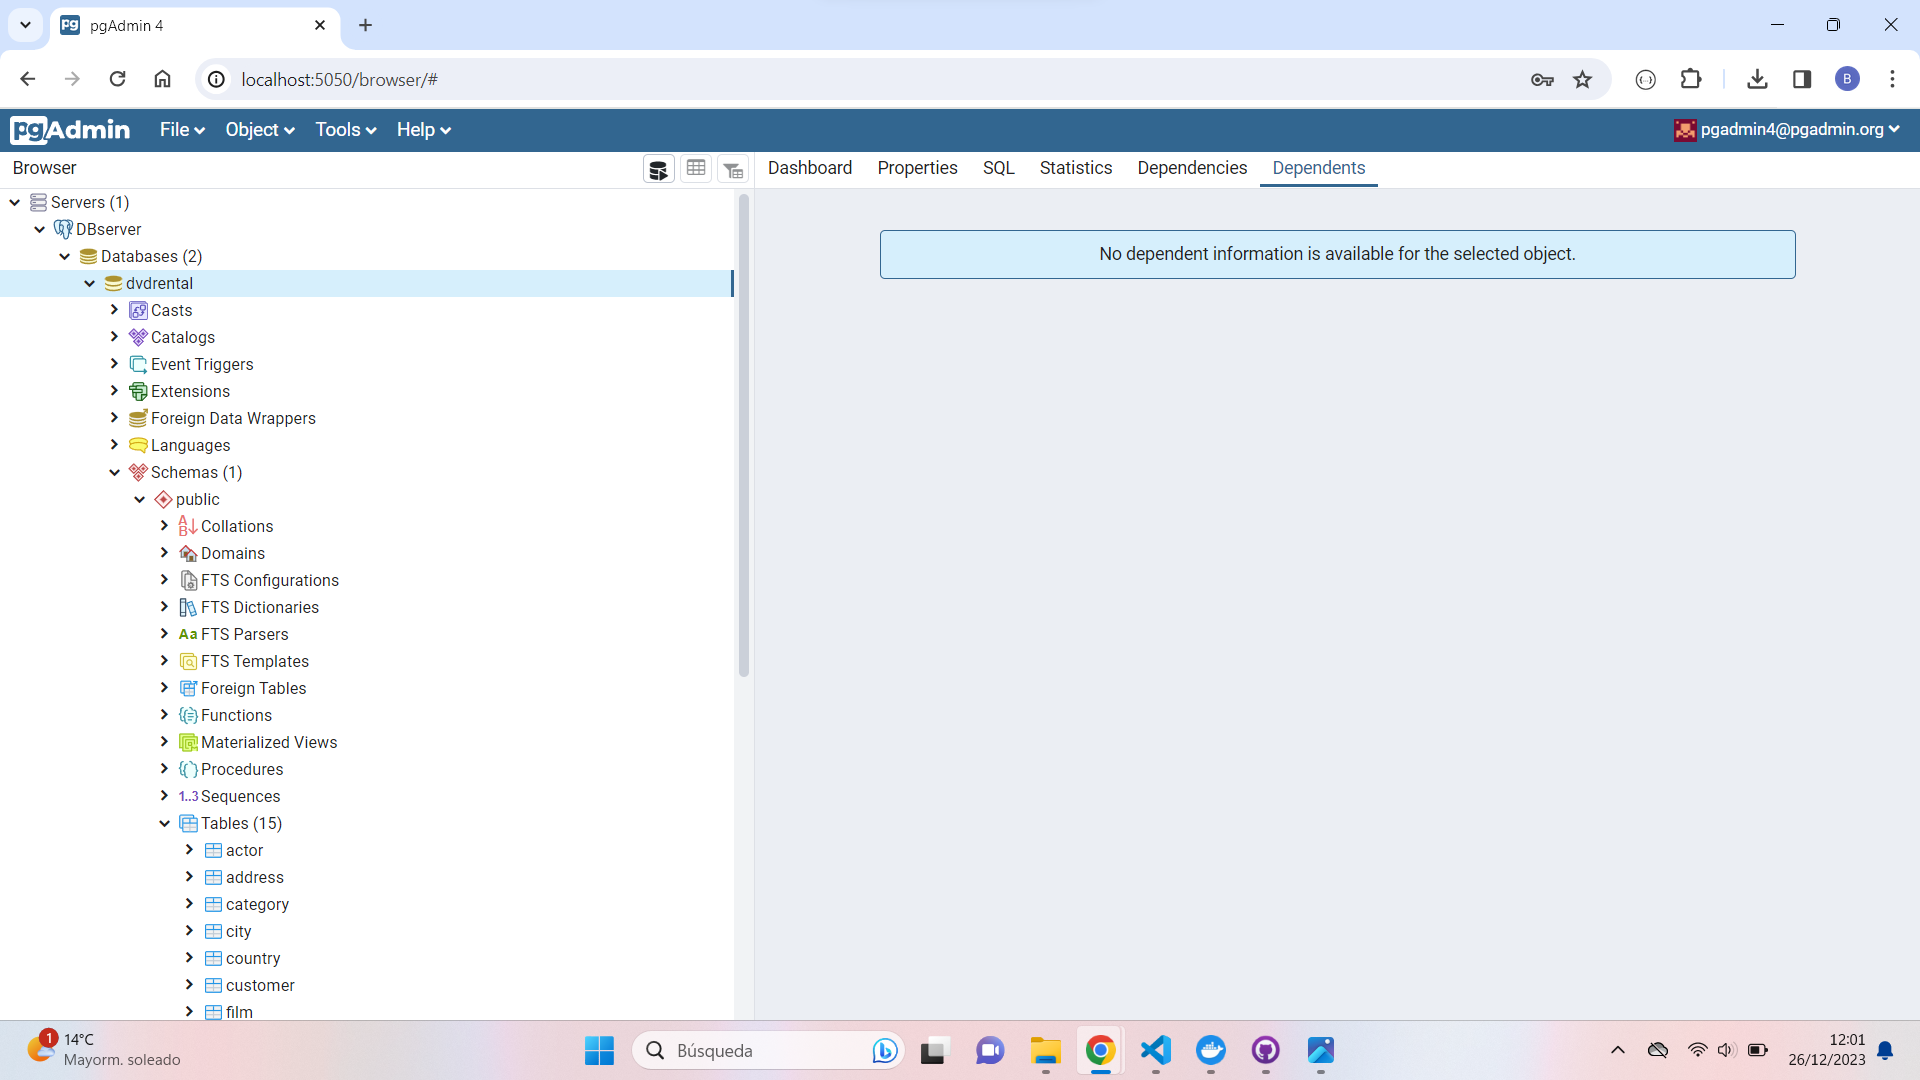 pgAdmin 4
localhost:5050/browser/#
B
pgAdmin File Object Tools Help pgadmin4@pgadmin.org
Browser
Dashboard Properties SQL Statistics Dependencies Dependents
Servers (1)
DBserver
Databases (2)
dvdrental
Casts
Catalogs
Event Triggers
Extensions
Foreign Data Wrappers
Languages
Schemas (1)
public
Collations
Domains
FTS Configurations
FTS Dictionaries
Aa FTS Parsers
FTS Templates
Foreign Tables
Functions
Materialized Views
Procedures
1..3 Sequences
Tables (15)
actor
address
category
city
country
customer
film
No dependent information is available for the selected object.
1
14°C
Mayorm. soleado
Búsqueda
12:01
26/12/2023